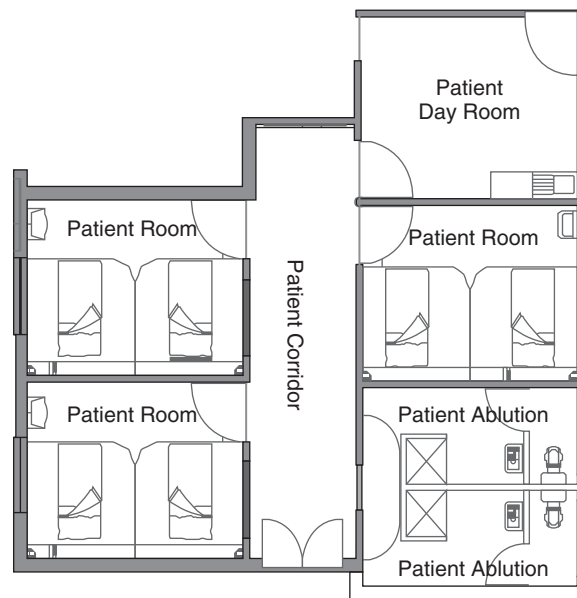 Patient
Day Room
Patient Room
Patient Room
Patient Corridor
Patient Room
Patient Ablution
Patient Ablution